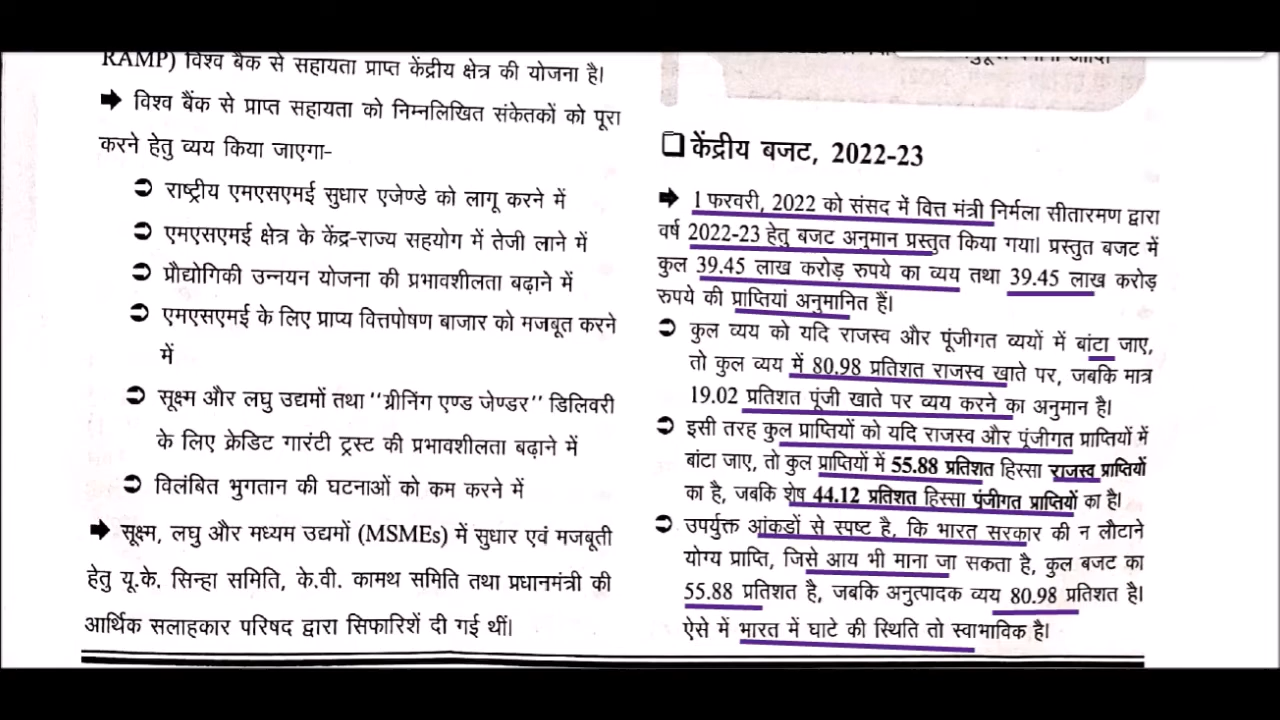 RAMP) विश्व बैंक से सहायता प्राप्त केंद्रीय क्षेत्र की योजना है।
➡ विश्व बैंक से प्राप्त सहायता को निम्नलिखित संकेतकों को पूरा
करने हेतु व्यय किया जाएगा-
➲ राष्ट्रीय एमएसएमई सुधार एजेण्डे को लागू करने में
➲ एमएसएमई क्षेत्र के केंद्र-राज्य सहयोग में तेजी लाने में
➲ प्रौद्योगिकी उन्नयन योजना की प्रभावशीलता बढ़ाने में
➲ एमएसएमई के लिए प्राप्य वित्तपोषण बाजार को मजबूत करने
में
➲ सूक्ष्म और लघु उद्यमों तथा "ग्रीनिंग एण्ड जेण्डर" डिलिवरी
के लिए क्रेडिट गारंटी ट्रस्ट की प्रभावशीलता बढ़ाने में
➲ विलंबित भुगतान की घटनाओं को कम करने में
➡ सूक्ष्म, लघु और मध्यम उद्यमों (MSMEs) में सुधार एवं मजबूती
हेतु यू.के. सिन्हा समिति, के.वी. कामथ समिति तथा प्रधानमंत्री की
आर्थिक सलाहकार परिषद द्वारा सिफारिशें दी गई थीं।
❑ केंद्रीय बजट, 2022-23
➡ 1 फरवरी, 2022 को संसद में वित्त मंत्री निर्मला सीतारमण द्वारा
वर्ष 2022-23 हेतु बजट अनुमान प्रस्तुत किया गया। प्रस्तुत बजट में
कुल 39.45 लाख करोड़ रुपये का व्यय तथा 39.45 लाख करोड़
रुपये की प्राप्तियां अनुमानित हैं।
➲ कुल व्यय को यदि राजस्व और पूंजीगत व्ययों में बांटा जाए,
तो कुल व्यय में 80.98 प्रतिशत राजस्व खाते पर, जबकि मात्र
19.02 प्रतिशत पूंजी खाते पर व्यय करने का अनुमान है।
➲ इसी तरह कुल प्राप्तियों को यदि राजस्व और पूंजीगत प्राप्तियों में
बांटा जाए, तो कुल प्राप्तियों में 55.88 प्रतिशत हिस्सा राजस्व प्राप्तियों
का है, जबकि शेष 44.12 प्रतिशत हिस्सा पूंजीगत प्राप्तियों का है।
➲ उपर्युक्त आंकडों से स्पष्ट है, कि भारत सरकार की न लौटाने
योग्य प्राप्ति, जिसे आय भी माना जा सकता है, कुल बजट का
55.88 प्रतिशत है, जबकि अनुत्पादक व्यय 80.98 प्रतिशत है।
ऐसे में भारत में घाटे की स्थिति तो स्वाभाविक है।